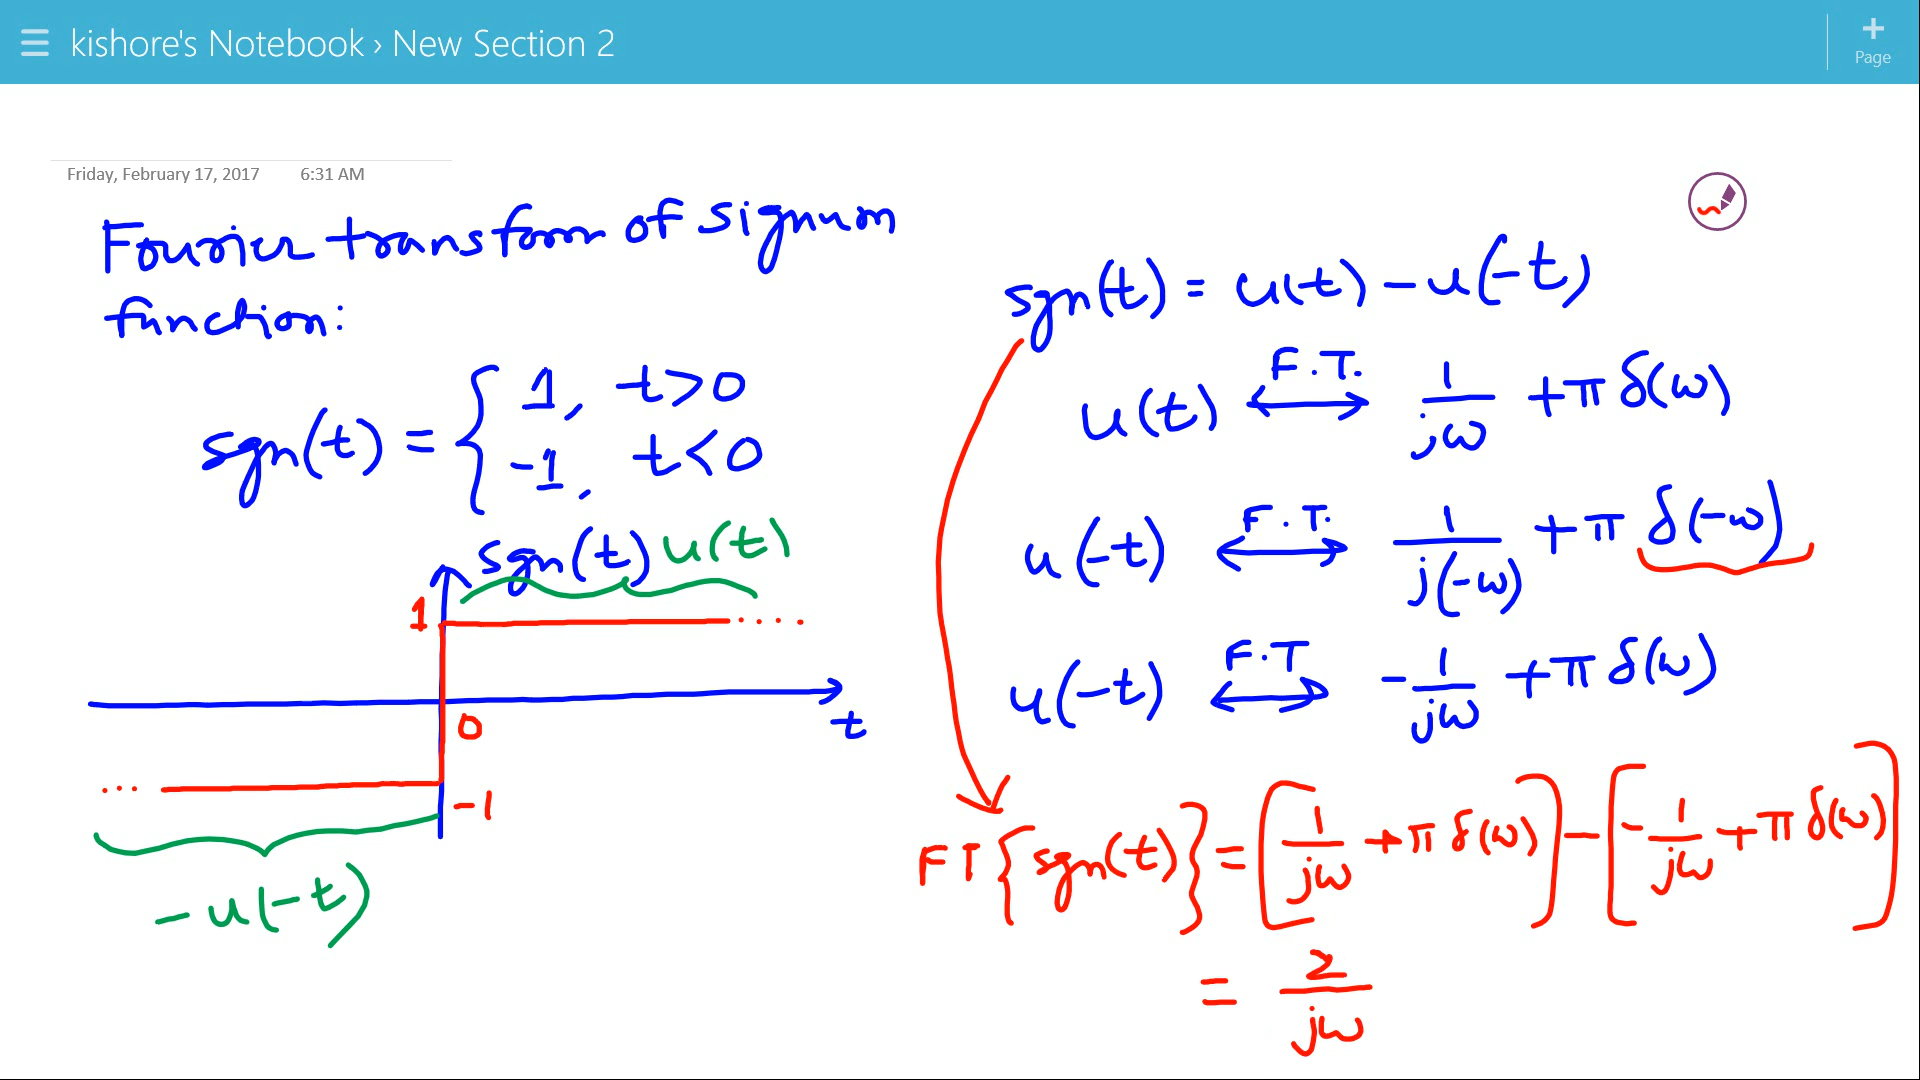 kishore's Notebook › New Section 2
+
Page
Friday, February 17, 2017 6:31 AM
Fourier transform of signum
function:
sgn(t) = { 1, t>0
-1, t<0
sgn(t) u(t)
1 ....
0
t
... -1
-u(-t)
sgn(t) = u(t) - u(-t)
u(t) <-F.T.-> 1/jω + π δ(ω)
u(-t) <-F.T.-> 1/j(-ω) + π δ(-ω)
u(-t) <-F.T-> -1/jω + π δ(ω)
FT{sgn(t)} = [1/jω + π δ(ω)] - [-1/jω + π δ(ω)]
= 2/jω